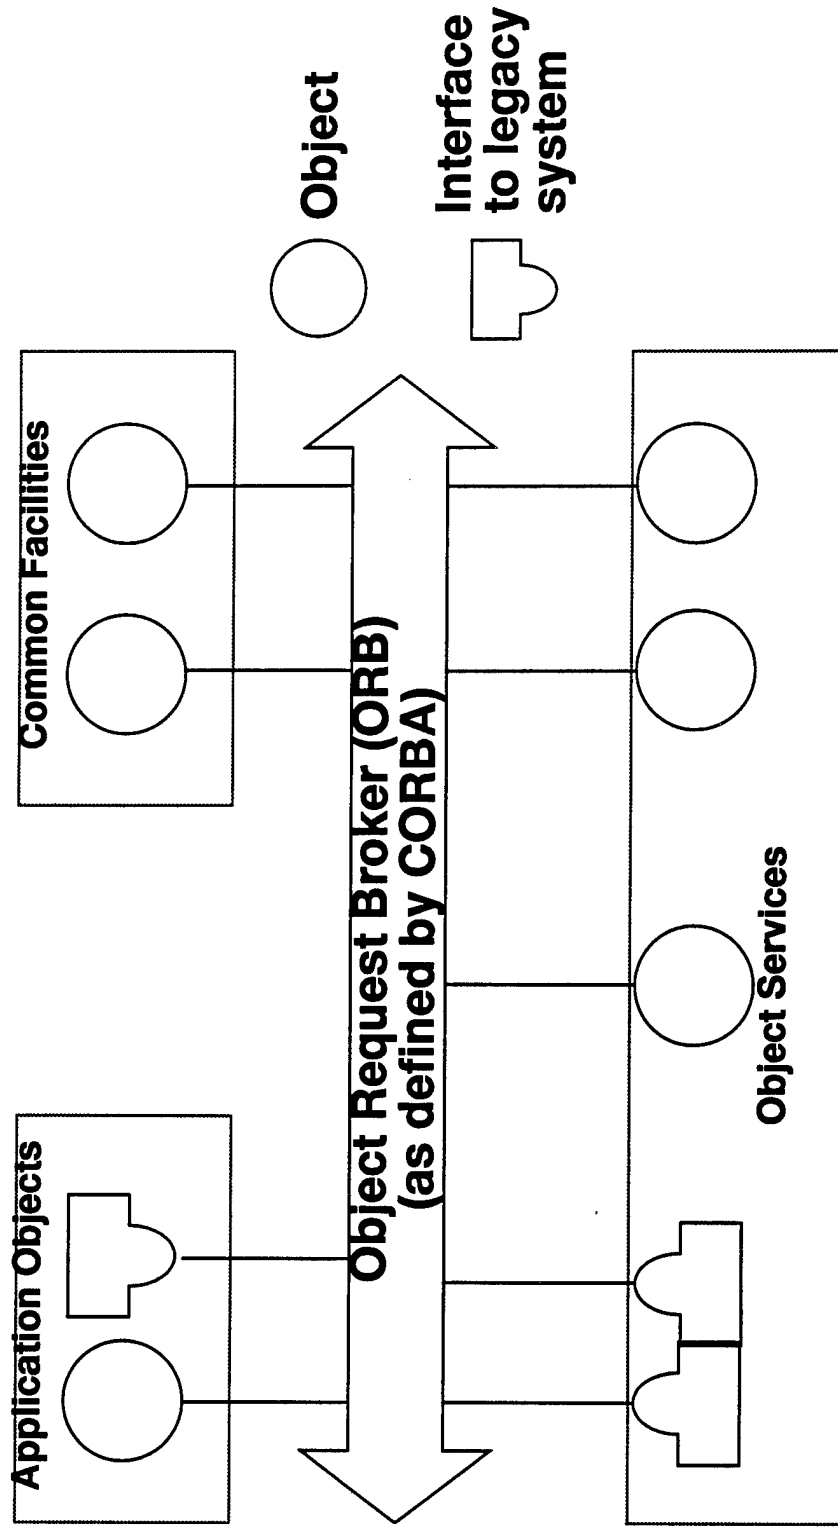 Application Objects
Common Facilities
Object Request Broker (ORB)
(as defined by CORBA)
Object Services
Object
Interface
to legacy
system